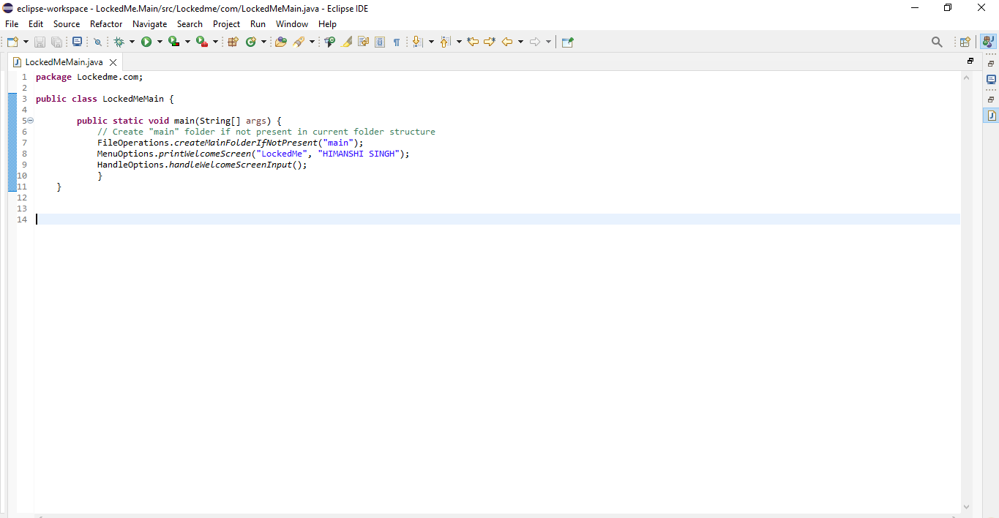 eclipse-workspace - LockedMe.Main/src/Lockedme/com/LockedMeMain.java - Eclipse IDE
File Edit Source Refactor Navigate Search Project Run Window Help
LockedMeMain.java
1 package Lockedme.com;
2
3 public class LockedMeMain {
4
5 public static void main(String[] args) {
6 // Create "main" folder if not present in current folder structure
7 FileOperations.createMainFolderIfNotPresent("main");
8 MenuOptions.printWelcomeScreen("LockedMe", "HIMANSHI SINGH");
9 HandleOptions.handleWelcomeScreenInput();
10 }
11 }
12
13
14